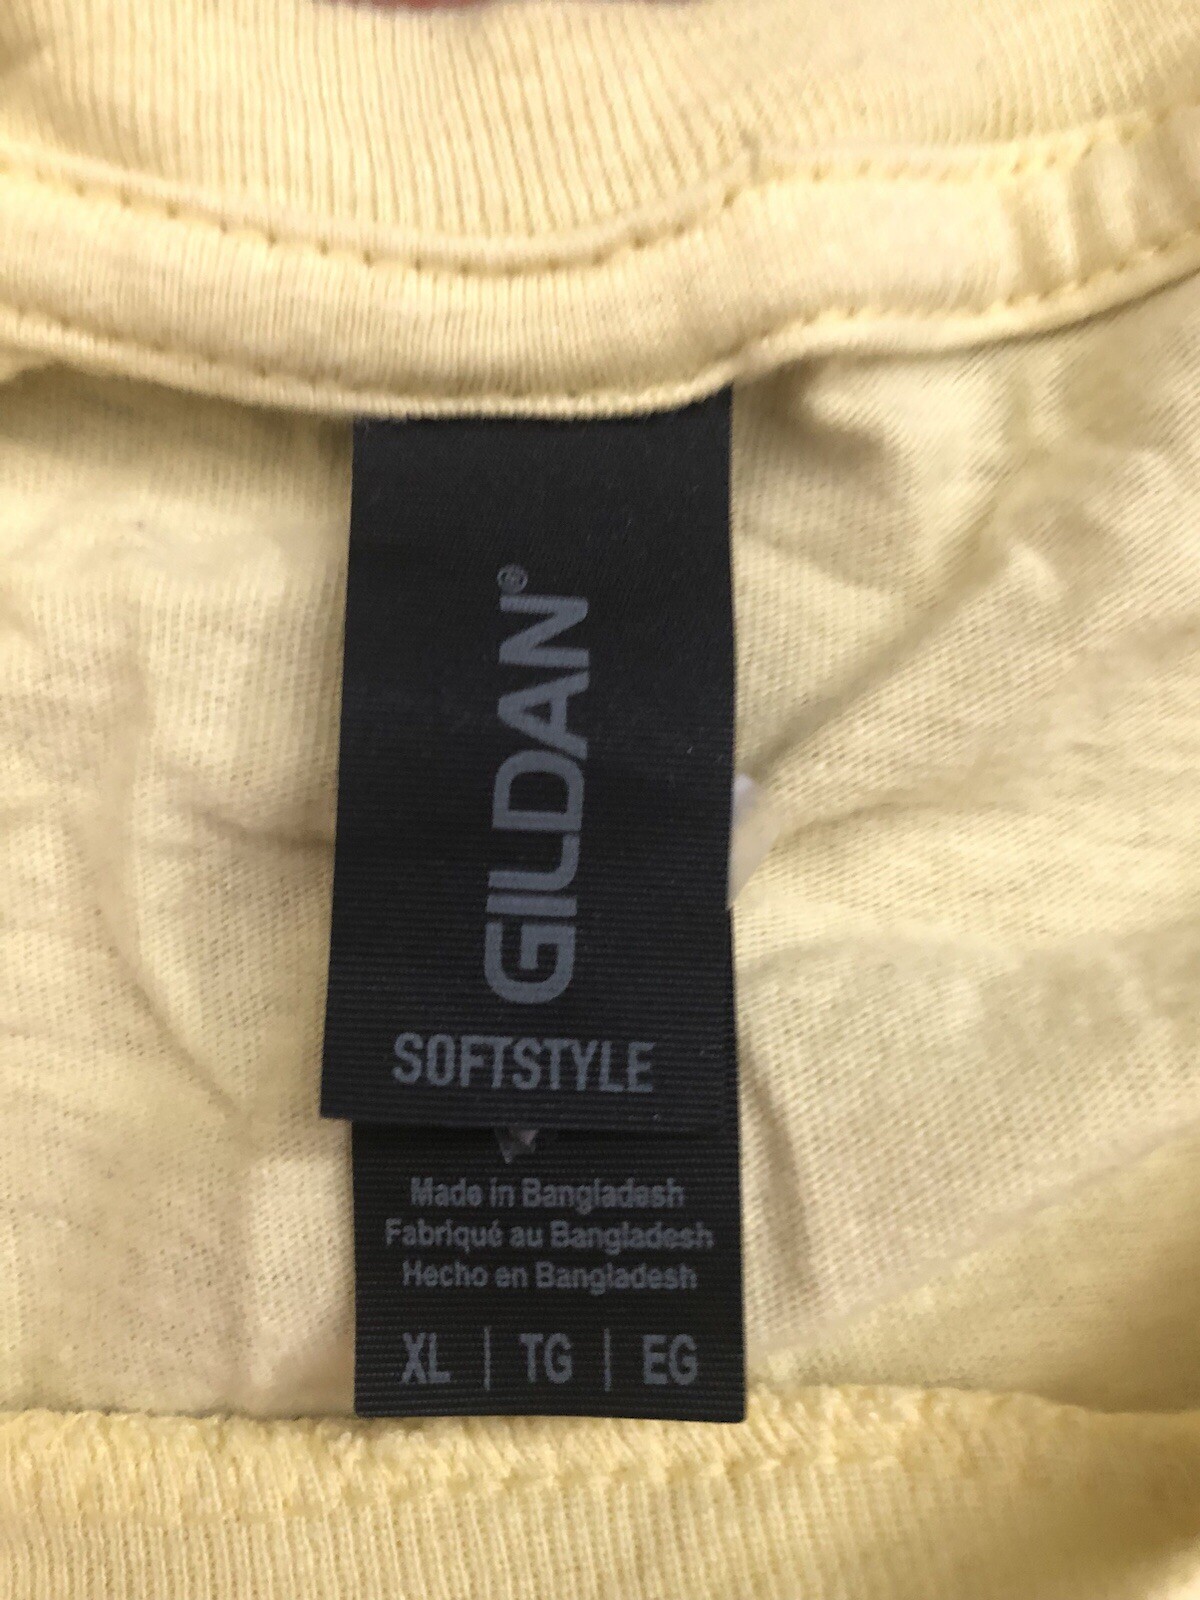 GILDAN®
SOFTSTYLE
Made in Bangladesh
Fabriqué au Bangladesh
Hecho en Bangladesh
XL | TG | EG